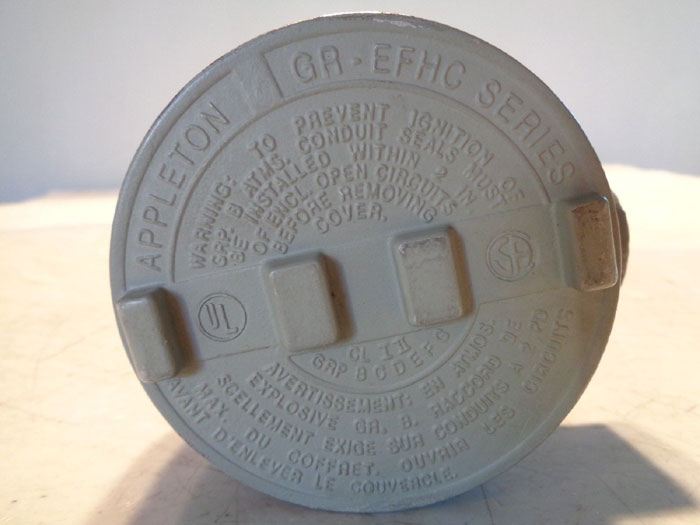 APPLETON
GR-EFHC SERIES
WARNING: TO PREVENT IGNITION OF
GRP. B ATMS. CONDUIT SEALS MUST
BE INSTALLED WITHIN 2 IN
OF ENCL. OPEN CIRCUITS
BEFORE REMOVING
COVER.
UL
CL I II
GRP B C D E F G
AVERTISSEMENT: EN ATMOS.
EXPLOSIVE GR. B. RACCORD DE
SCELLEMENT EXIGE SUR CONDUITS A 2 PO
MAX. DU COFFRET. OUVRIR LES CIRCUITS
AVANT D'ENLEVER LE COUVERCLE.